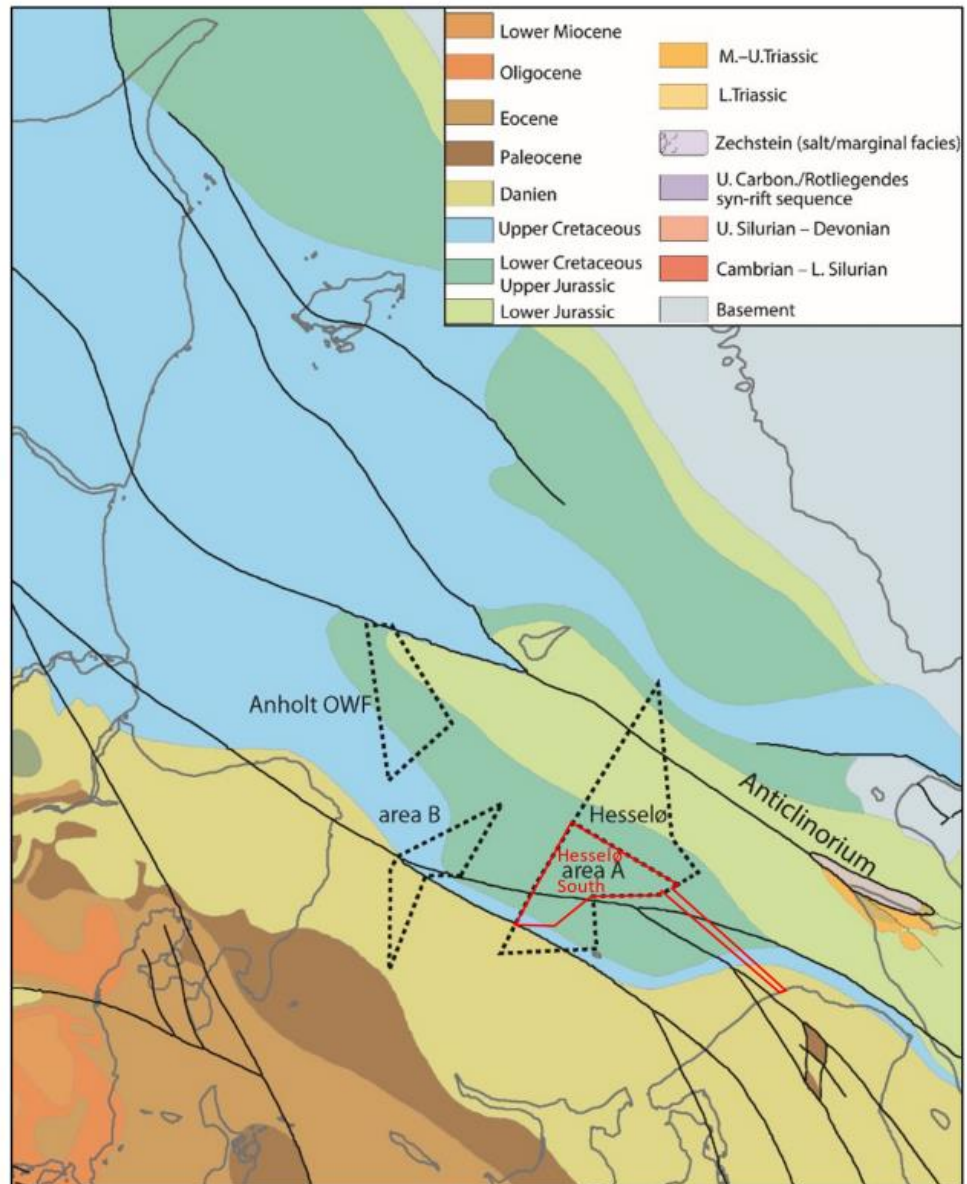 Lower Miocene
Oligocene
Eocene
Paleocene
Danien
Upper Cretaceous
Lower Cretaceous
Upper Jurassic
Lower Jurassic
M.–U.Triassic
L.Triassic
Zechstein (salt/marginal facies)
U. Carbon./Rotliegendes
syn-rift sequence
U. Silurian – Devonian
Cambrian – L. Silurian
Basement
Anholt OWF
area B
Hesselø
Hesselø
area A
South
Anticlinorium